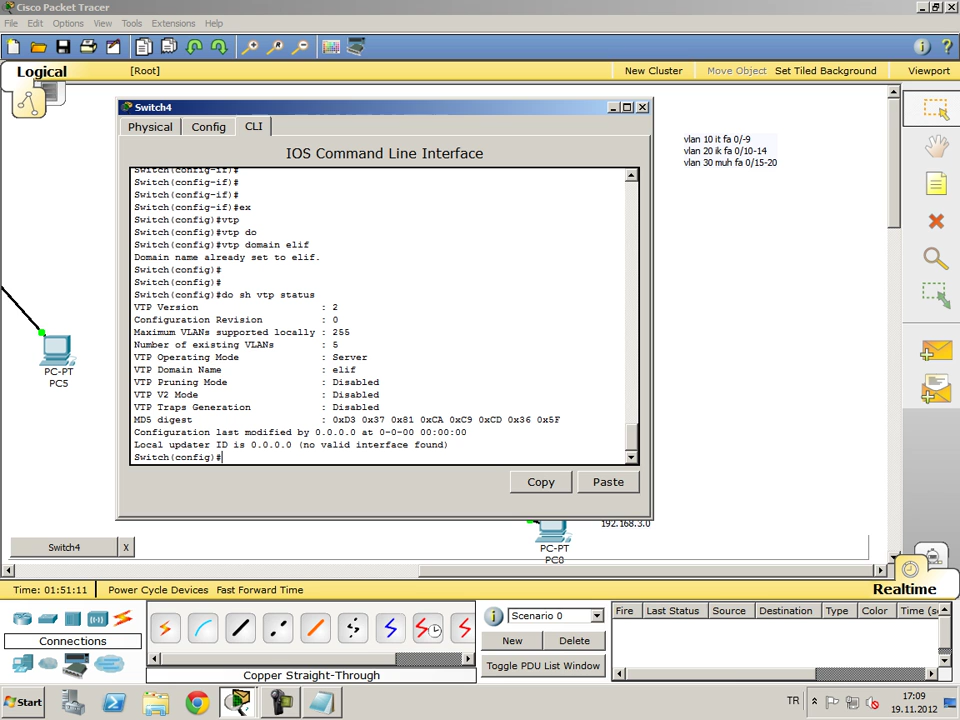 Cisco Packet Tracer
File Edit Options View Tools Extensions Help
Logical
[Root]
New Cluster
Move Object
Set Tiled Background
Viewport
Switch4
Physical
Config
CLI
IOS Command Line Interface
Switch(config-if)#
Switch(config-if)#
Switch(config-if)#
Switch(config-if)#ex
Switch(config)#vtp
Switch(config)#vtp do
Switch(config)#vtp domain elif
Domain name already set to elif.
Switch(config)#
Switch(config)#
Switch(config)#do sh vtp status
VTP Version : 2
Configuration Revision : 0
Maximum VLANs supported locally : 255
Number of existing VLANs : 5
VTP Operating Mode : Server
VTP Domain Name : elif
VTP Pruning Mode : Disabled
VTP V2 Mode : Disabled
VTP Traps Generation : Disabled
MD5 digest : 0xD3 0x37 0x81 0xCA 0xC9 0xCD 0x36 0x5F
Configuration last modified by 0.0.0.0 at 0-0-00 00:00:00
Local updater ID is 0.0.0.0 (no valid interface found)
Switch(config)#
Copy
Paste
vlan 10 it fa 0/-9
vlan 20 ik fa 0/10-14
vlan 30 muh fa 0/15-20
PC-PT
PC5
192.168.3.0
PC-PT
PC8
Switch4
X
Time: 01:51:11
Power Cycle Devices
Fast Forward Time
Realtime
Connections
Copper Straight-Through
Scenario 0
New
Delete
Toggle PDU List Window
Fire
Last Status
Source
Destination
Type
Color
Time (se
Start
TR
17:09
19.11.2012